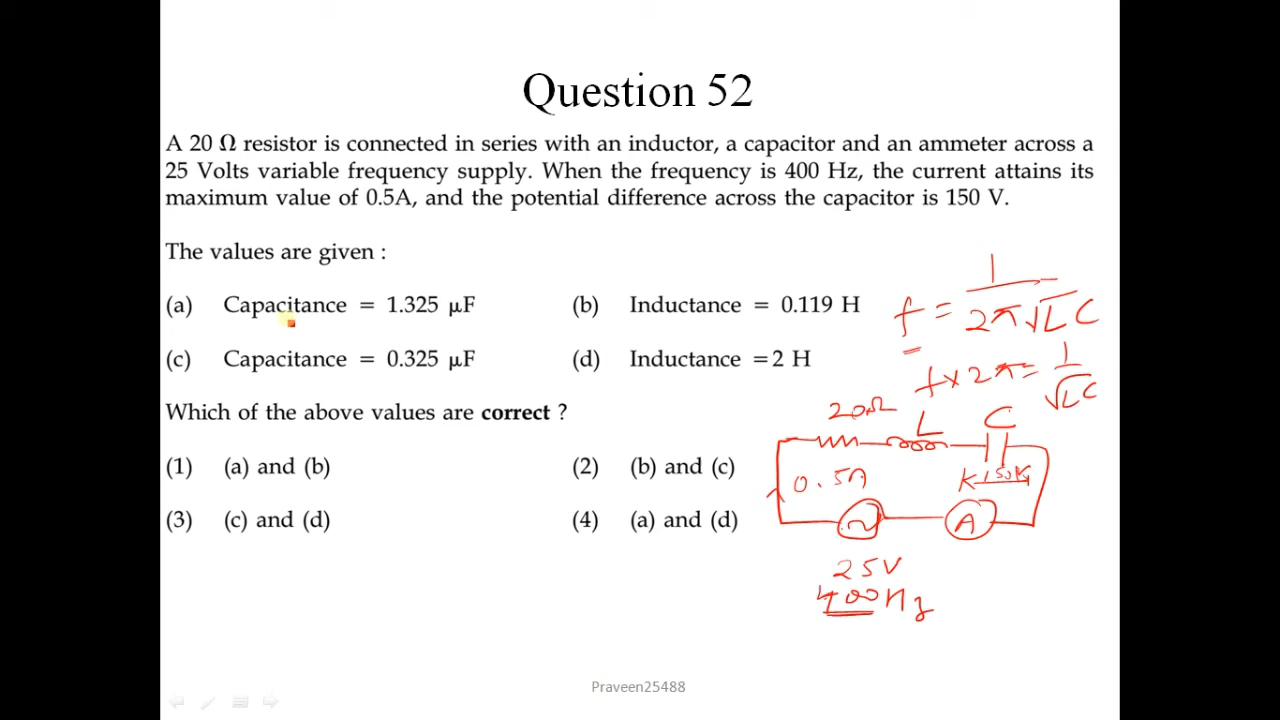 Question 52
A 20 Ω resistor is connected in series with an inductor, a capacitor and an ammeter across a
25 Volts variable frequency supply. When the frequency is 400 Hz, the current attains its
maximum value of 0.5A, and the potential difference across the capacitor is 150 V.
The values are given :
(a) Capacitance = 1.325 μF (b) Inductance = 0.119 H
(c) Capacitance = 0.325 μF (d) Inductance =2 H
Which of the above values are correct ?
(1) (a) and (b) (2) (b) and (c)
(3) (c) and (d) (4) (a) and (d)
f = 1 / 2π√LC
f×2π = 1 / √LC
20Ω L C
0.5A
A
25V
400Hz
Praveen25488